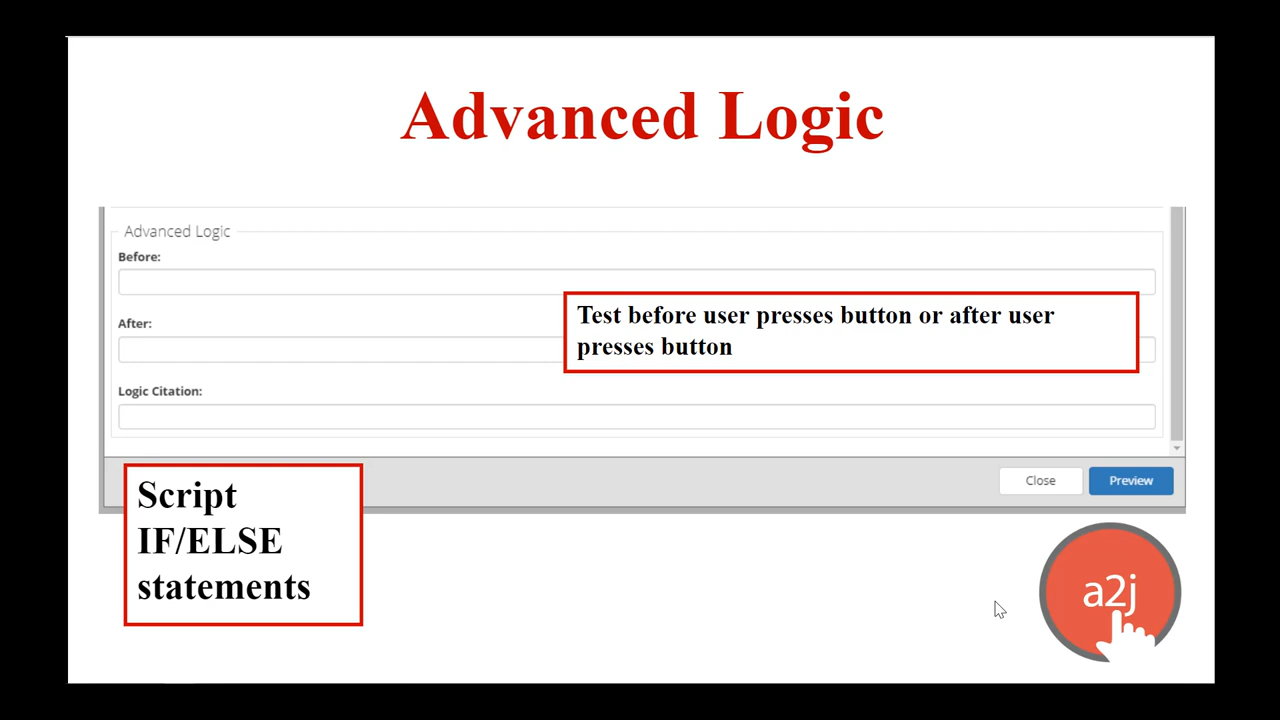 Advanced Logic
Advanced Logic
Before:
Test before user presses button or after user
presses button
After:
Logic Citation:
Close
Preview
Script
IF/ELSE
statements
a2j